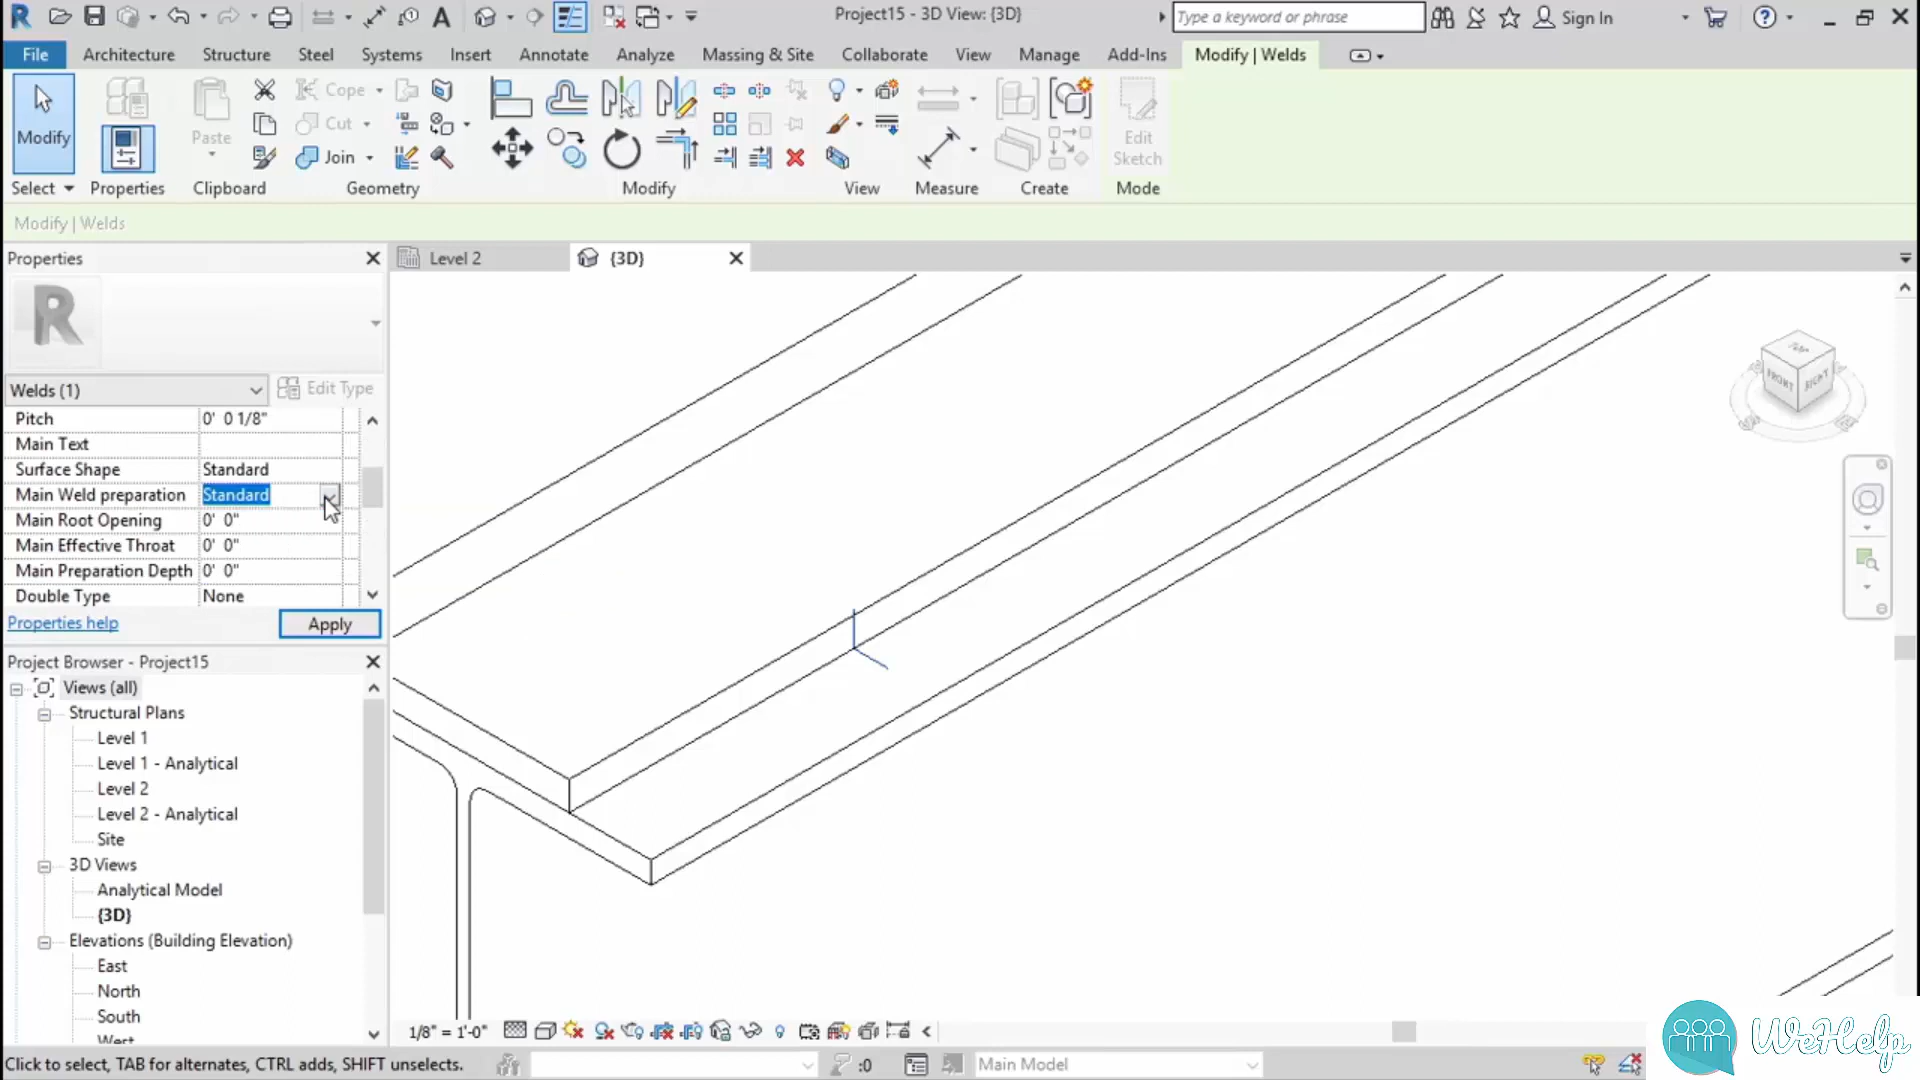 Project15 - 3D View: {3D}
Type a keyword or phrase
Sign In
File
Architecture
Structure
Steel
Systems
Insert
Annotate
Analyze
Massing & Site
Collaborate
View
Manage
Add-Ins
Modify | Welds
Modify
Paste
Cope
Cut
Join
Edit
Sketch
Select
Properties
Clipboard
Geometry
Modify
View
Measure
Create
Mode
Modify | Welds
Properties
Level 2
{3D}
Welds (1)
Edit Type
Pitch 0' 0 1/8"
Main Text
Surface Shape Standard
Main Weld preparation Standard
Main Root Opening 0' 0"
Main Effective Throat 0' 0"
Main Preparation Depth 0' 0"
Double Type None
Properties help
Apply
FRONT
RIGHT
Project Browser - Project15
Views (all)
Structural Plans
Level 1
Level 1 - Analytical
Level 2
Level 2 - Analytical
Site
3D Views
Analytical Model
{3D}
Elevations (Building Elevation)
East
North
South
West
1/8" = 1'-0"
Click to select, TAB for alternates, CTRL adds, SHIFT unselects.
:0
Main Model
WeHelp